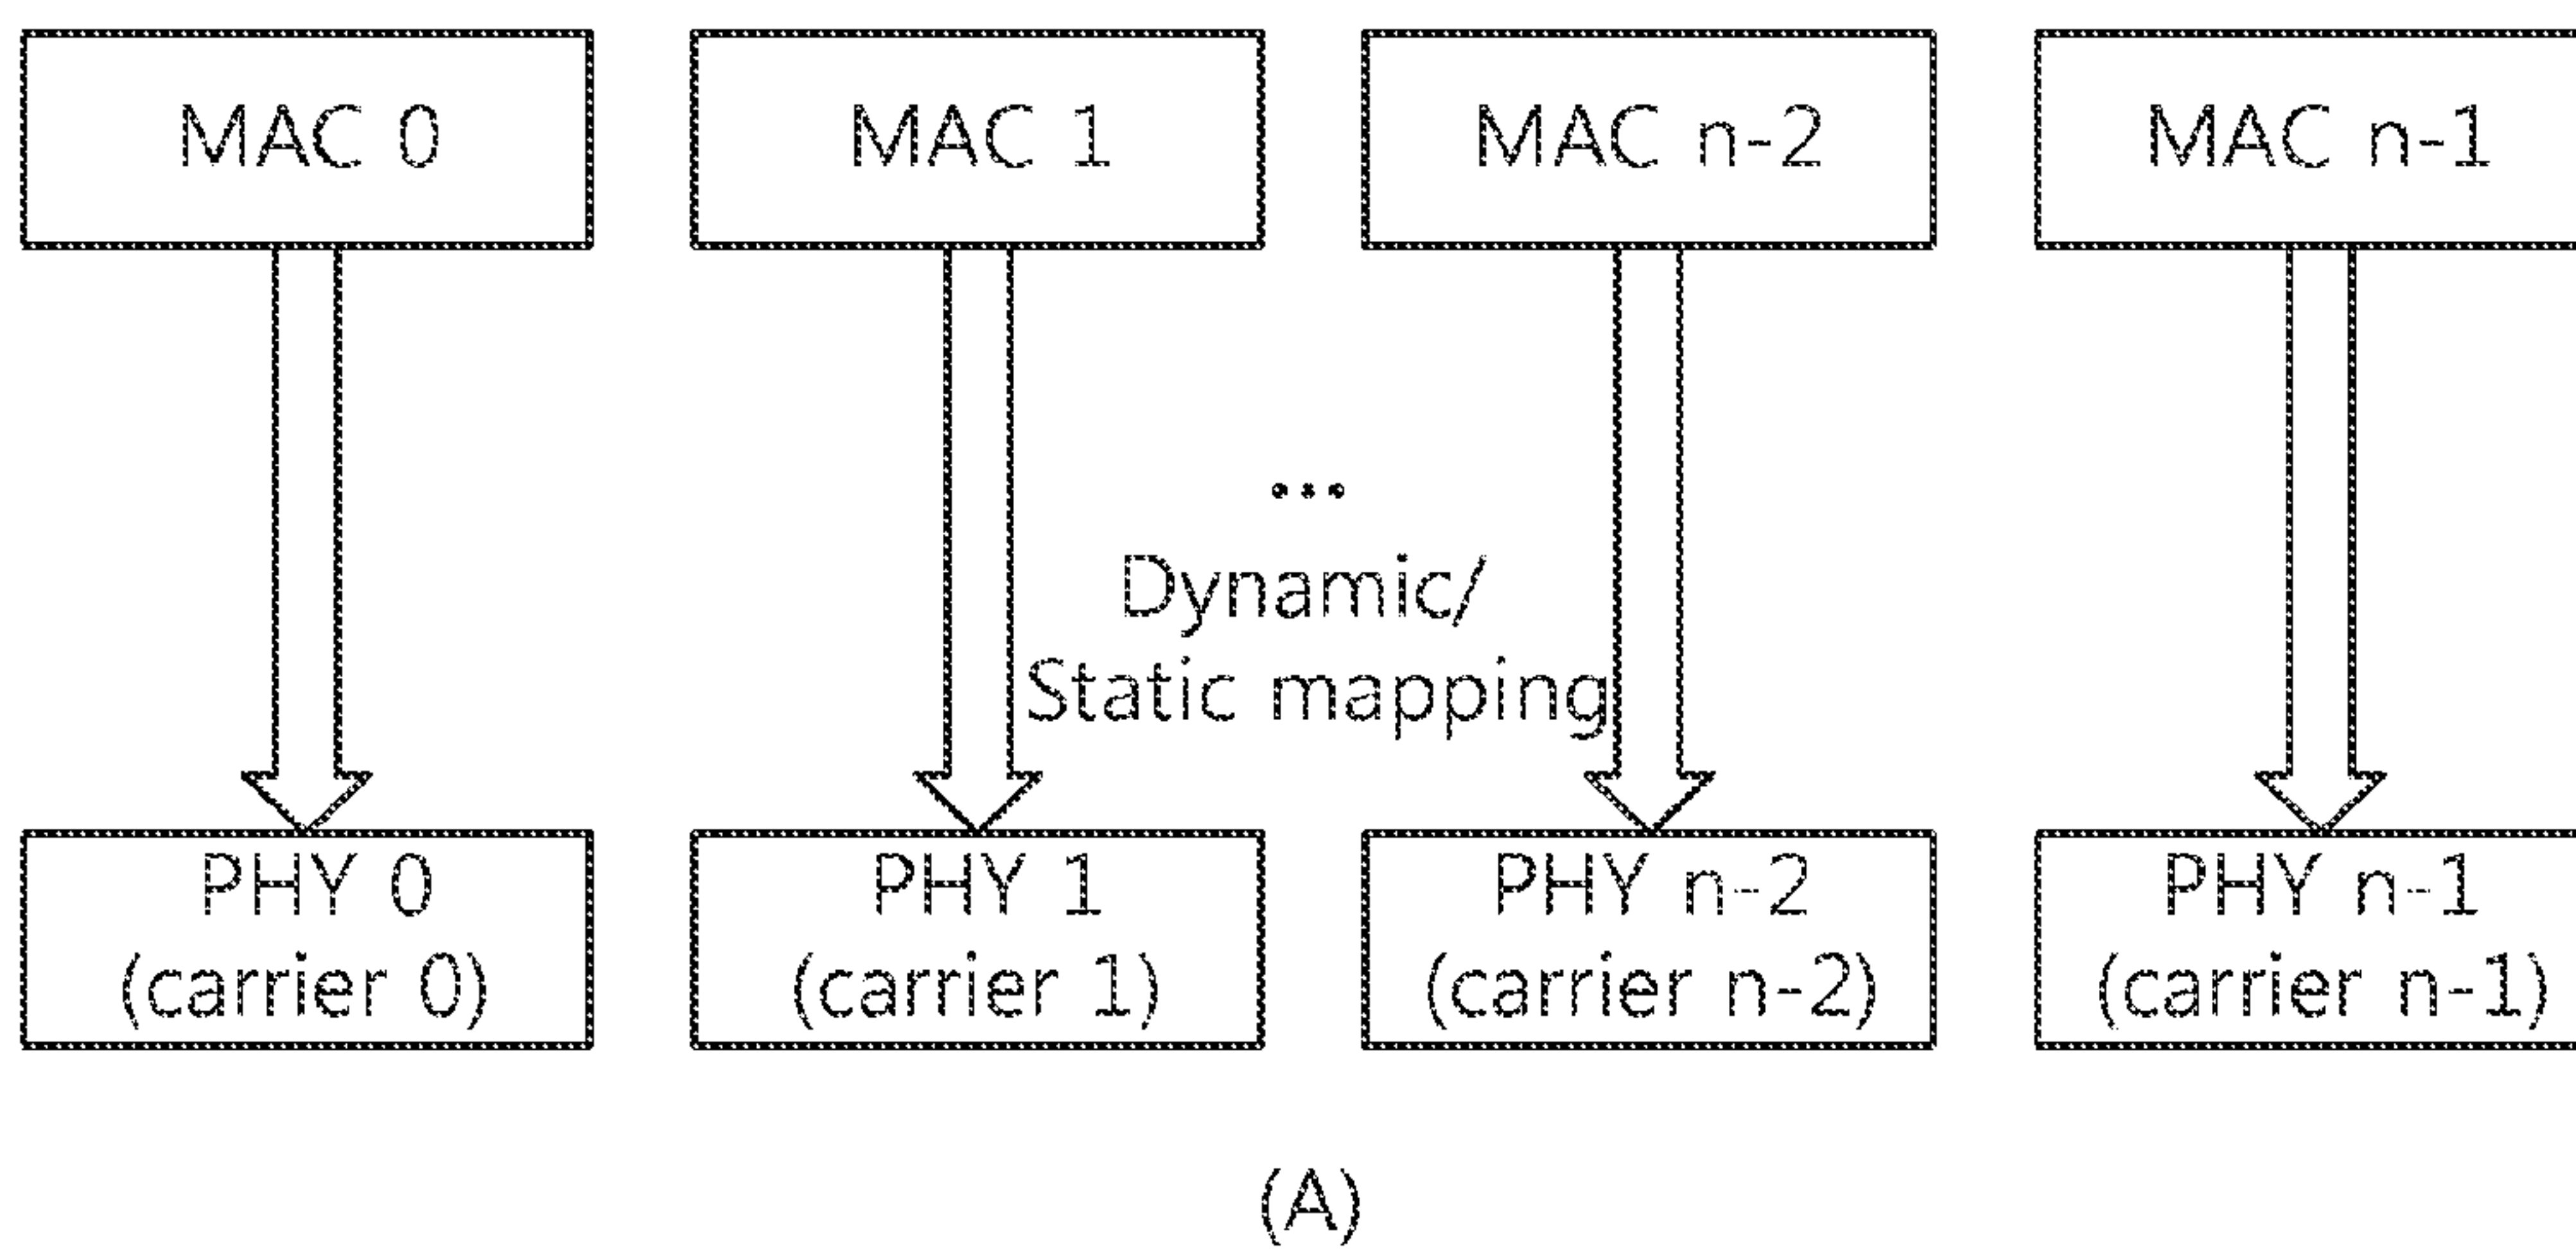 MAC 0
MAC 1
MAC n-2
MAC n-1
...
Dynamic/
Static mapping
PHY 0
(carrier 0)
PHY 1
(carrier 1)
PHY n-2
(carrier n-2)
PHY n-1
(carrier n-1)
(A)